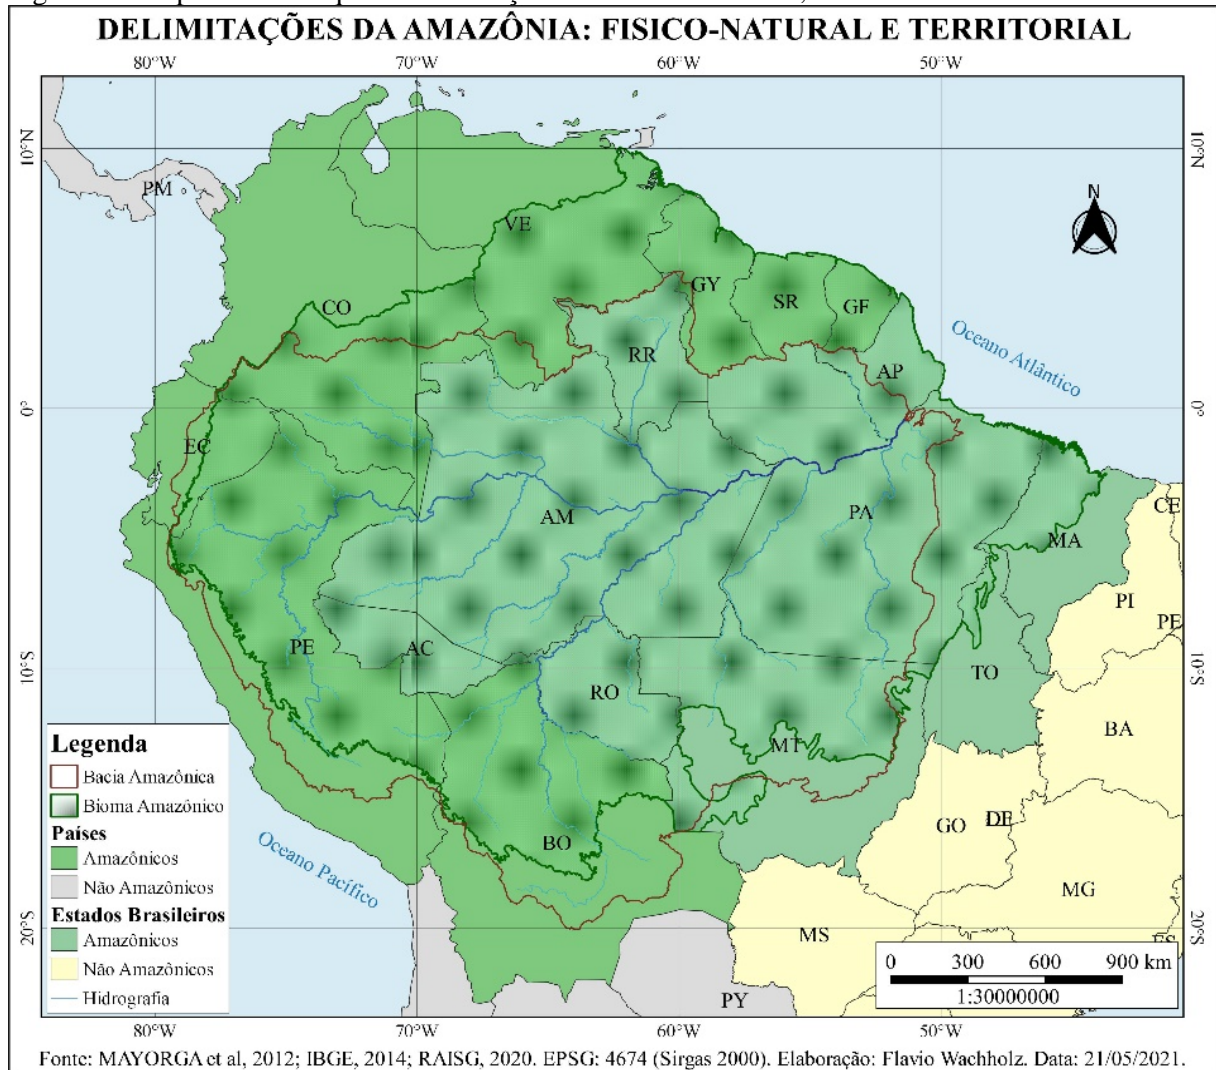 DELIMITAÇÕES DA AMAZÔNIA: FISICO-NATURAL E TERRITORIAL
80°W 70°W 60°W 50°W
10°N 10°N
PM
N
VE
CO GY SR GF
Oceano Atlântico
RR
AP
0° 0°
EC
AM PA
CE
MA
PI
PE
PE AC
10°S 10°S
RO TO
BA
MT
Legenda
Bacia Amazônica
Bioma Amazônico
Países
Amazônicos
Não Amazônicos
Estados Brasileiros
Amazônicos
Não Amazônicos
Hidrografia
Oceano Pacífico
BO
GO DF
MG
20°S 20°S
MS
ES
PY
0 300 600 900 km
1:30000000
80°W 70°W 60°W 50°W
Fonte: MAYORGA et al, 2012; IBGE, 2014; RAISG, 2020. EPSG: 4674 (Sirgas 2000). Elaboração: Flavio Wachholz. Data: 21/05/2021.